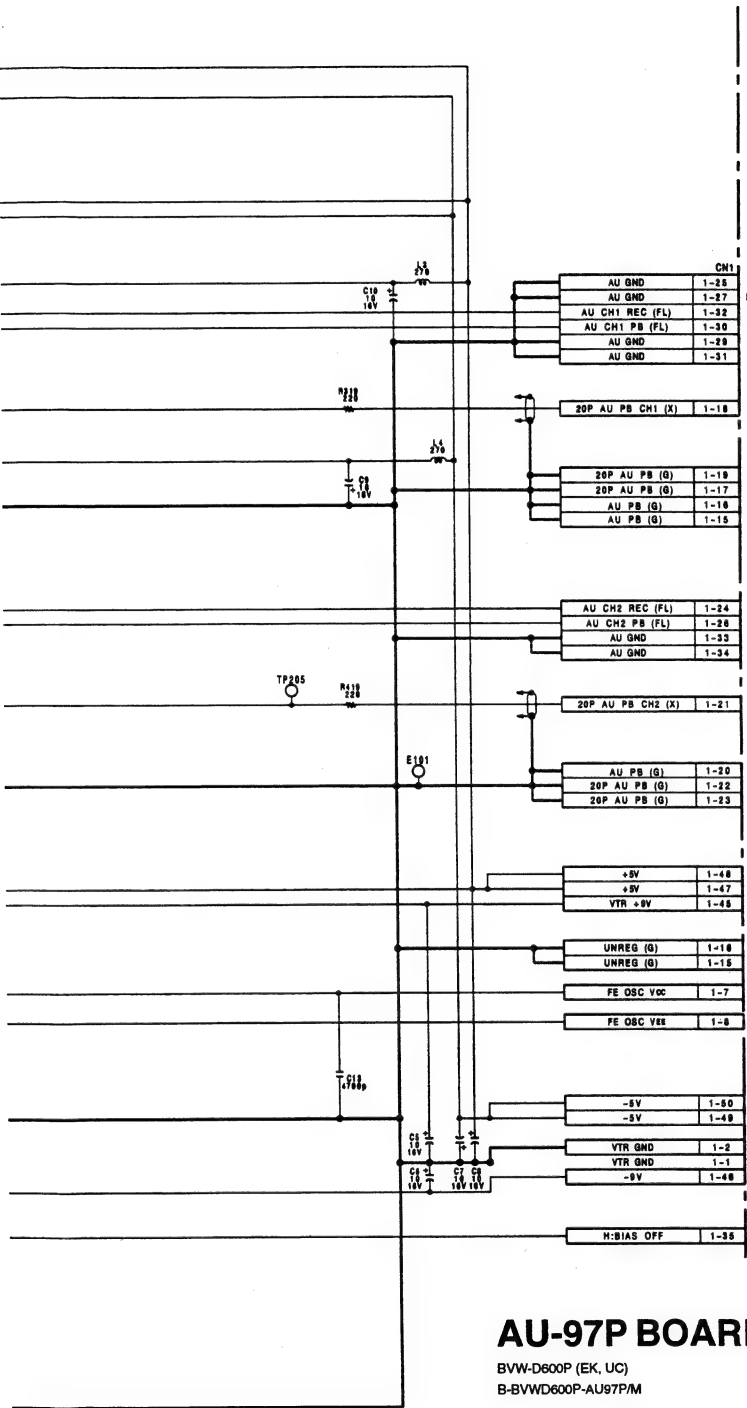 CN1
L3
270
C10 +
10
16V
AU GND 1-25
AU GND 1-27
AU CH1 REC (FL) 1-32
AU CH1 PB (FL) 1-30
AU GND 1-29
AU GND 1-31
R319
220
20P AU PB CH1 (X) 1-18
L4
270
C9
10
+ 16V
20P AU PB (G) 1-19
20P AU PB (G) 1-17
AU PB (G) 1-16
AU PB (G) 1-15
AU CH2 REC (FL) 1-24
AU CH2 PB (FL) 1-26
AU GND 1-33
AU GND 1-34
TP205
R419
220
20P AU PB CH2 (X) 1-21
E101
AU PB (G) 1-20
20P AU PB (G) 1-22
20P AU PB (G) 1-23
+5V 1-48
+5V 1-47
VTR +9V 1-45
UNREG (G) 1-16
UNREG (G) 1-15
FE OSC Vcc 1-7
FE OSC VEE
C13
4700p
-5V 1-50
-5V 1-49
C5 +
10
16V
VTR GND 1-2
VTR GND 1-1
C6 +
10
16V
C7
10
16V
C8
10
16V
-9V 1-46
H:BIAS OFF 1-35
AU-97P BOAR
BVW-D600P (EK, UC)
B-BVWD600P-AU97P/M